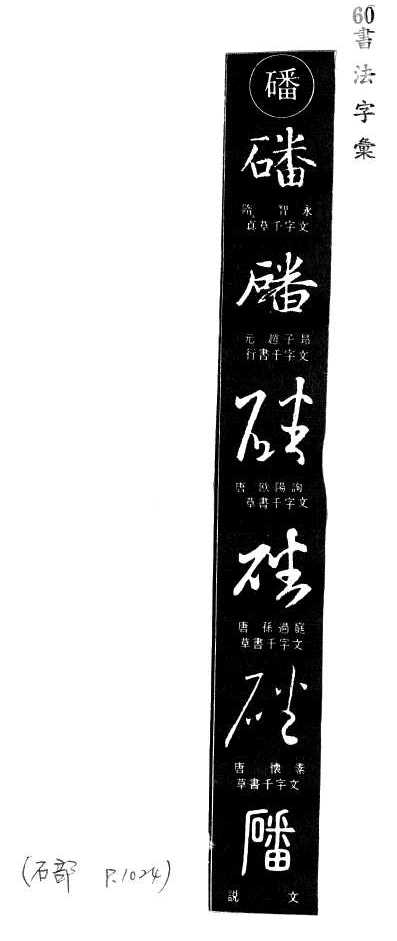 60書法字彙
磻
磻
隋 智永
真草千字文
磻
元 趙子昂
行書千字文
磻
唐 歐陽詢
草書千字文
磻
唐 孫過庭
草書千字文
磻
唐 懷素
草書千字文
磻
説文
(石部 P.1024)